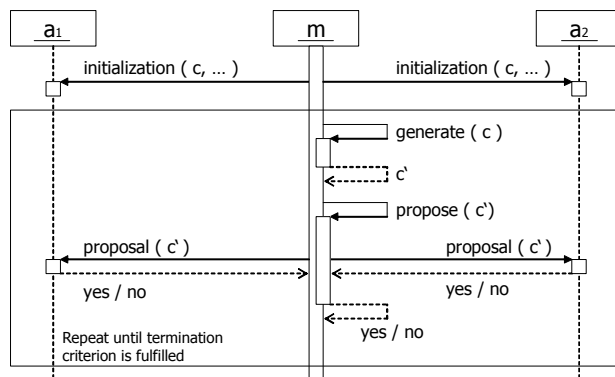 a1
m
a2
initialization ( c, ... )
initialization ( c, ... )
generate ( c )
c‘
propose ( c‘)
proposal ( c‘ )
proposal ( c‘ )
yes / no
yes / no
yes / no
Repeat until termination
criterion is fulfilled